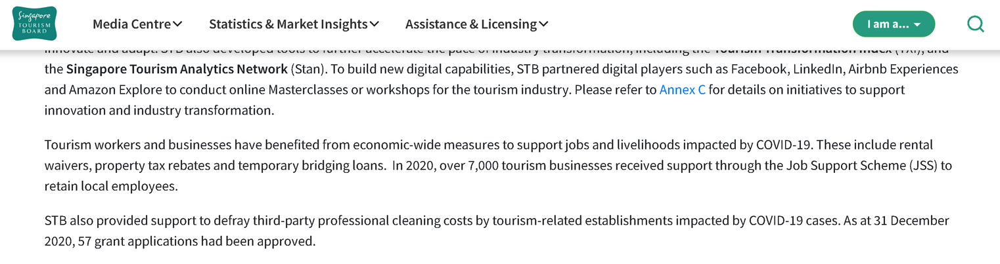 Singapore
TOURISM
BOARD
Media Centre
Statistics & Market Insights
Assistance & Licensing
I am a...
innovate and adapt. STB also developed tools to further accelerate the pace of industry transformation, including the Tourism Transformation Index (TXI), and
the Singapore Tourism Analytics Network (Stan). To build new digital capabilities, STB partnered digital players such as Facebook, LinkedIn, Airbnb Experiences
and Amazon Explore to conduct online Masterclasses or workshops for the tourism industry. Please refer to Annex C for details on initiatives to support
innovation and industry transformation.
Tourism workers and businesses have benefited from economic-wide measures to support jobs and livelihoods impacted by COVID-19. These include rental
waivers, property tax rebates and temporary bridging loans.  In 2020, over 7,000 tourism businesses received support through the Job Support Scheme (JSS) to
retain local employees.
STB also provided support to defray third-party professional cleaning costs by tourism-related establishments impacted by COVID-19 cases. As at 31 December
2020, 57 grant applications had been approved.